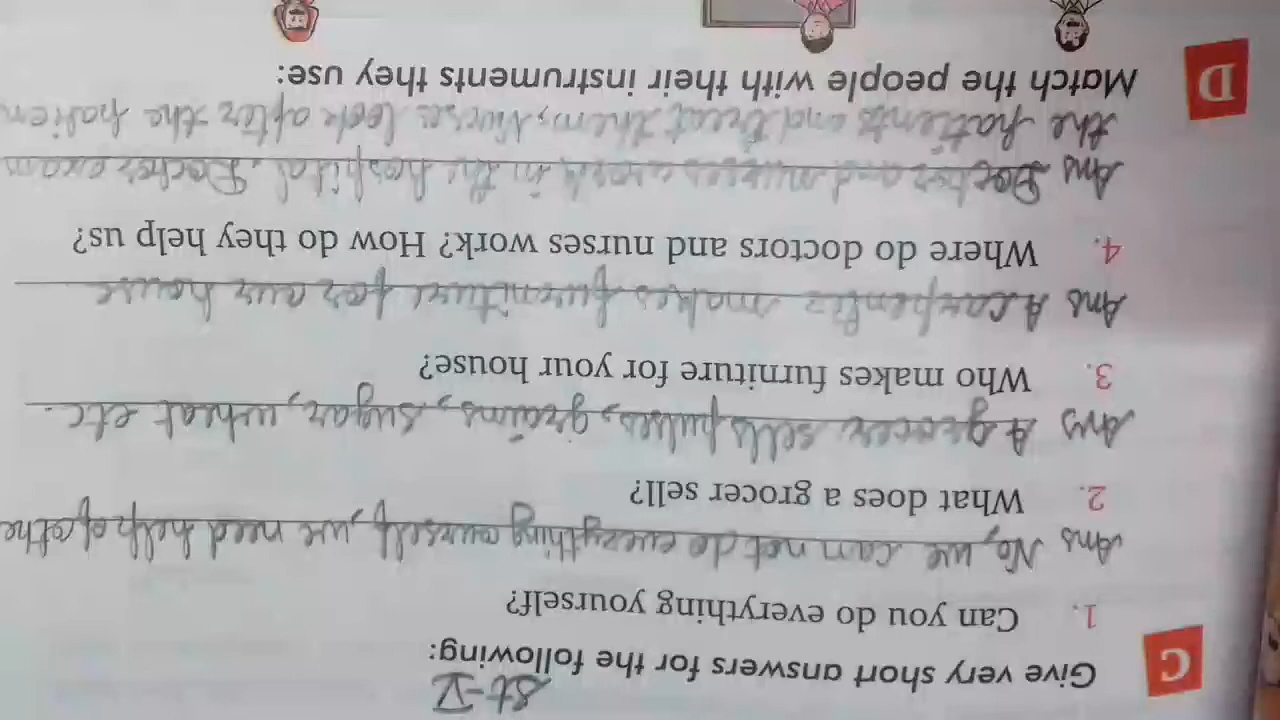 St-V
C Give very short answers for the following:
1. Can you do everything yourself?
Ans No, we can not do everything ourself, we need help of othe
2. What does a grocer sell?
Ans A grocer sells pulses, grains, sugar, wheat etc.
3. Who makes furniture for your house?
Ans A carpenter makes furniture for our house
4. Where do doctors and nurses work? How do they help us?
Ans Doctor and nurses work in the hospital. Doctor exam
the patients and treat them, Nurses look after the patien
D Match the people with their instruments they use: